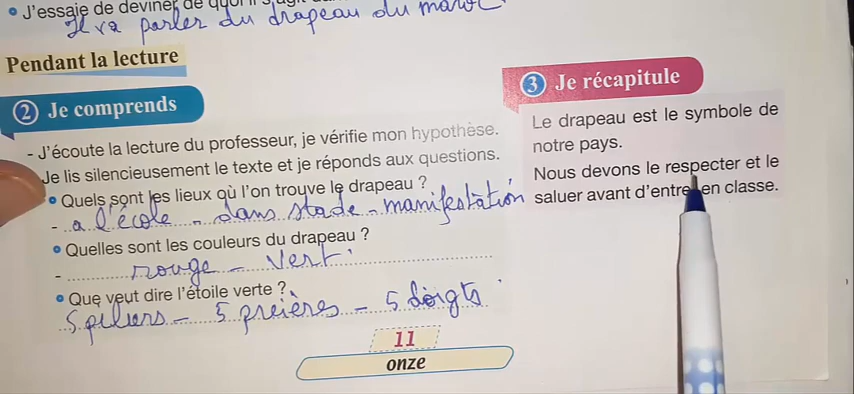 • J'essaie de deviner de quoi il s'agit
Il va parler du drapeau du maroc
Pendant la lecture
② Je comprends
- J'écoute la lecture du professeur, je vérifie mon hypothèse.
Je lis silencieusement le texte et je réponds aux questions.
• Quels sont les lieux où l'on trouve le drapeau ?
- a l'école - dans stade - manifestation
• Quelles sont les couleurs du drapeau ?
- rouge - vert
• Que veut dire l'étoile verte ?
5 piliers - 5 preières - 5 doigts
③ Je récapitule
Le drapeau est le symbole de
notre pays.
Nous devons le respecter et le
saluer avant d'entrer en classe.
11
onze